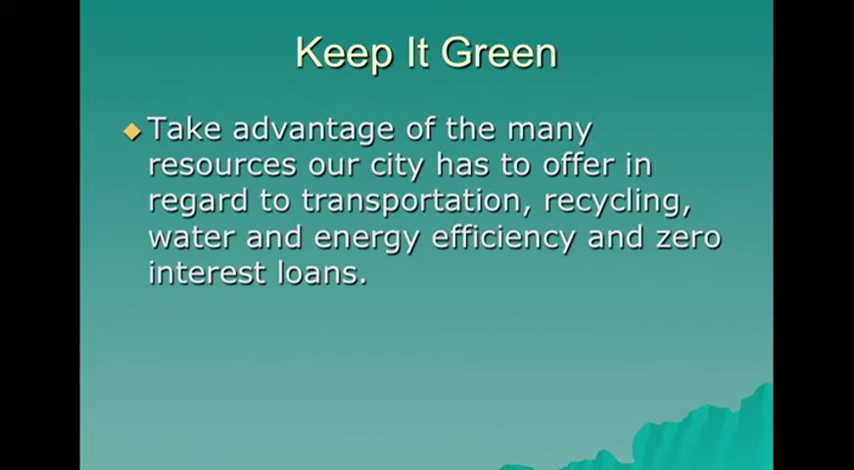 Keep It Green
Take advantage of the many
resources our city has to offer in
regard to transportation, recycling,
water and energy efficiency and zero
interest loans.